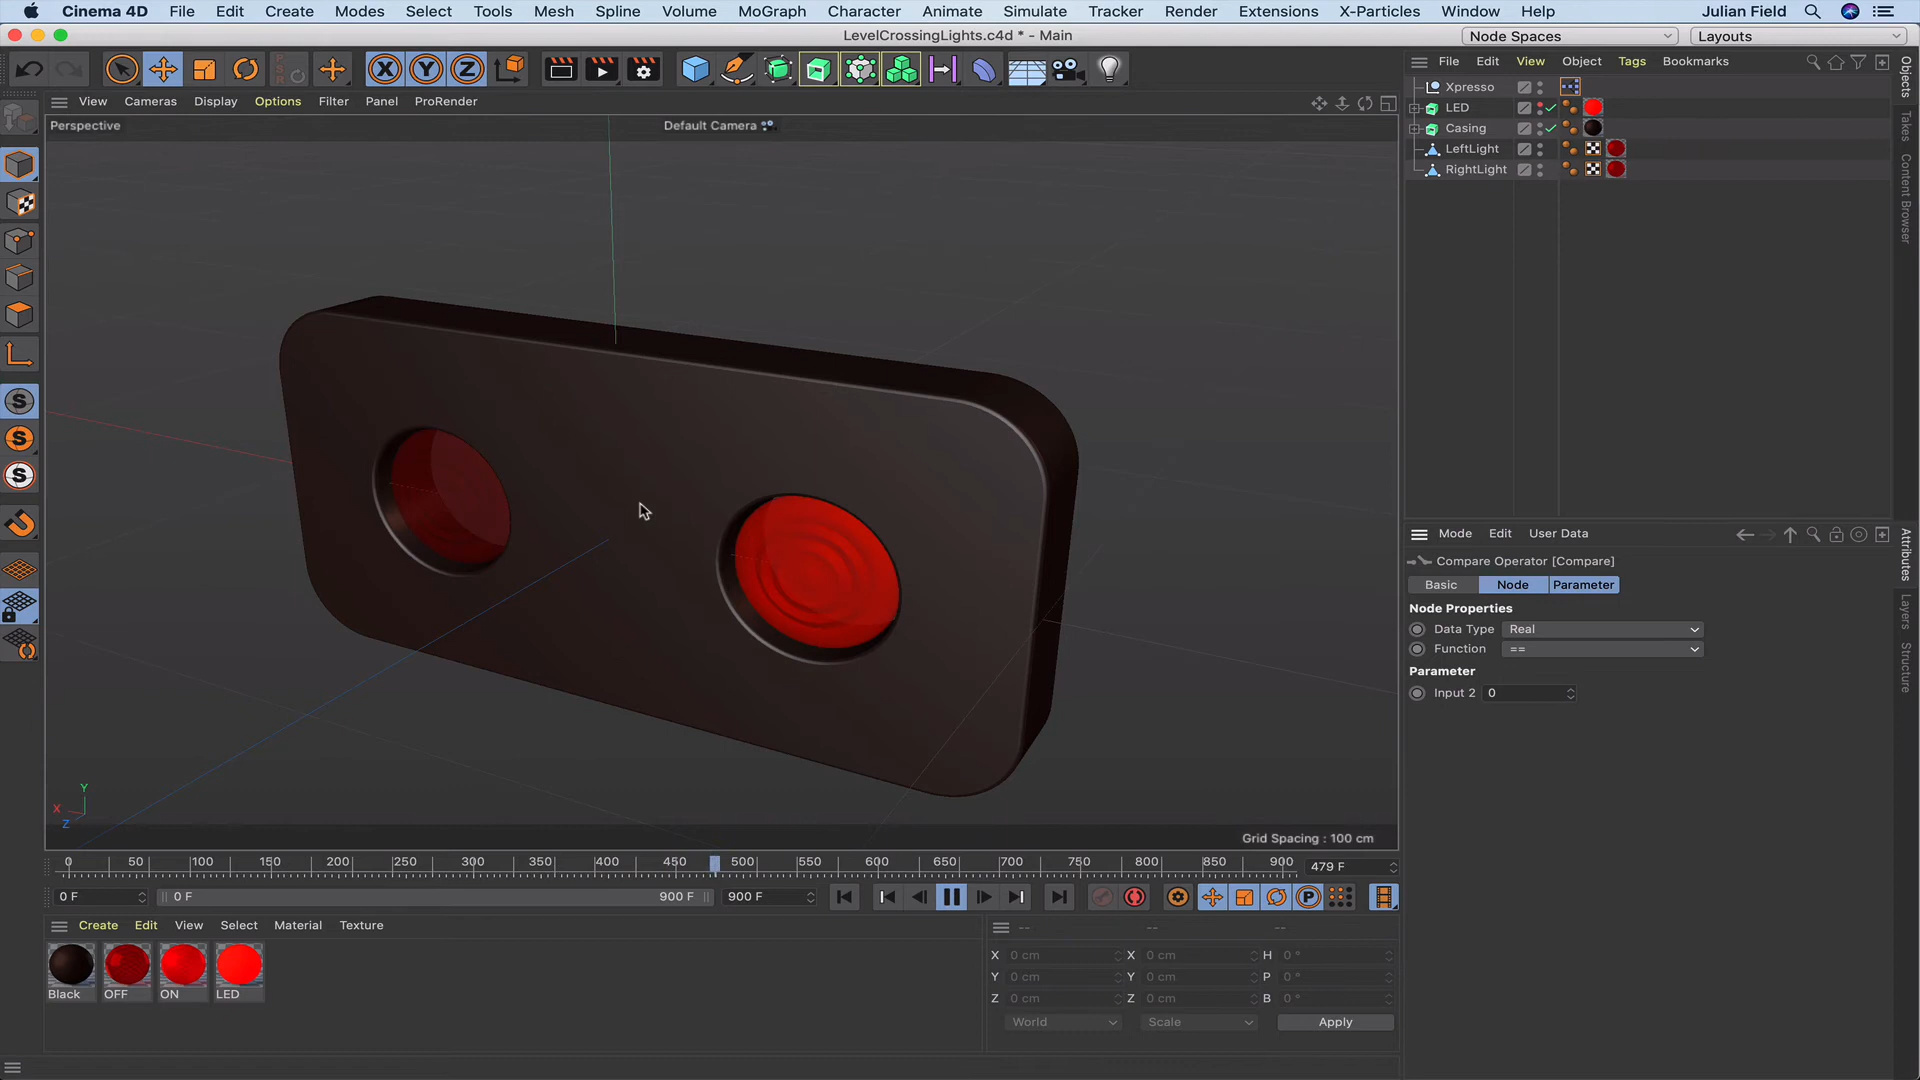 Cinema 4D File Edit Create Modes Select Tools Mesh Spline Volume MoGraph Character Animate Simulate Tracker Render Extensions X-Particles Window Help Julian Field
LevelCrossingLights.c4d * - Main
Node Spaces Layouts
X Y Z
File Edit View Object Tags Bookmarks
View Cameras Display Options Filter Panel ProRender
Perspective
Default Camera
Xpresso
LED
Casing
LeftLight
RightLight
Objects
Takes
Content Browser
S
S
S
Mode Edit User Data
Compare Operator [Compare]
Basic Node Parameter
Node Properties
Data Type Real
Function ==
Parameter
Input 2 0
Attributes
Layers
Structure
Y
X
Z
Grid Spacing : 100 cm
0 50 100 150 200 250 300 350 400 450 500 550 600 650 700 750 800 850 900 479 F
0 F 0 F 900 F 900 F P
Create Edit View Select Material Texture
Black OFF ON LED
-- -- --
X 0 cm X 0 cm H 0 °
Y 0 cm Y 0 cm P 0 °
Z 0 cm Z 0 cm B 0 °
World Scale Apply